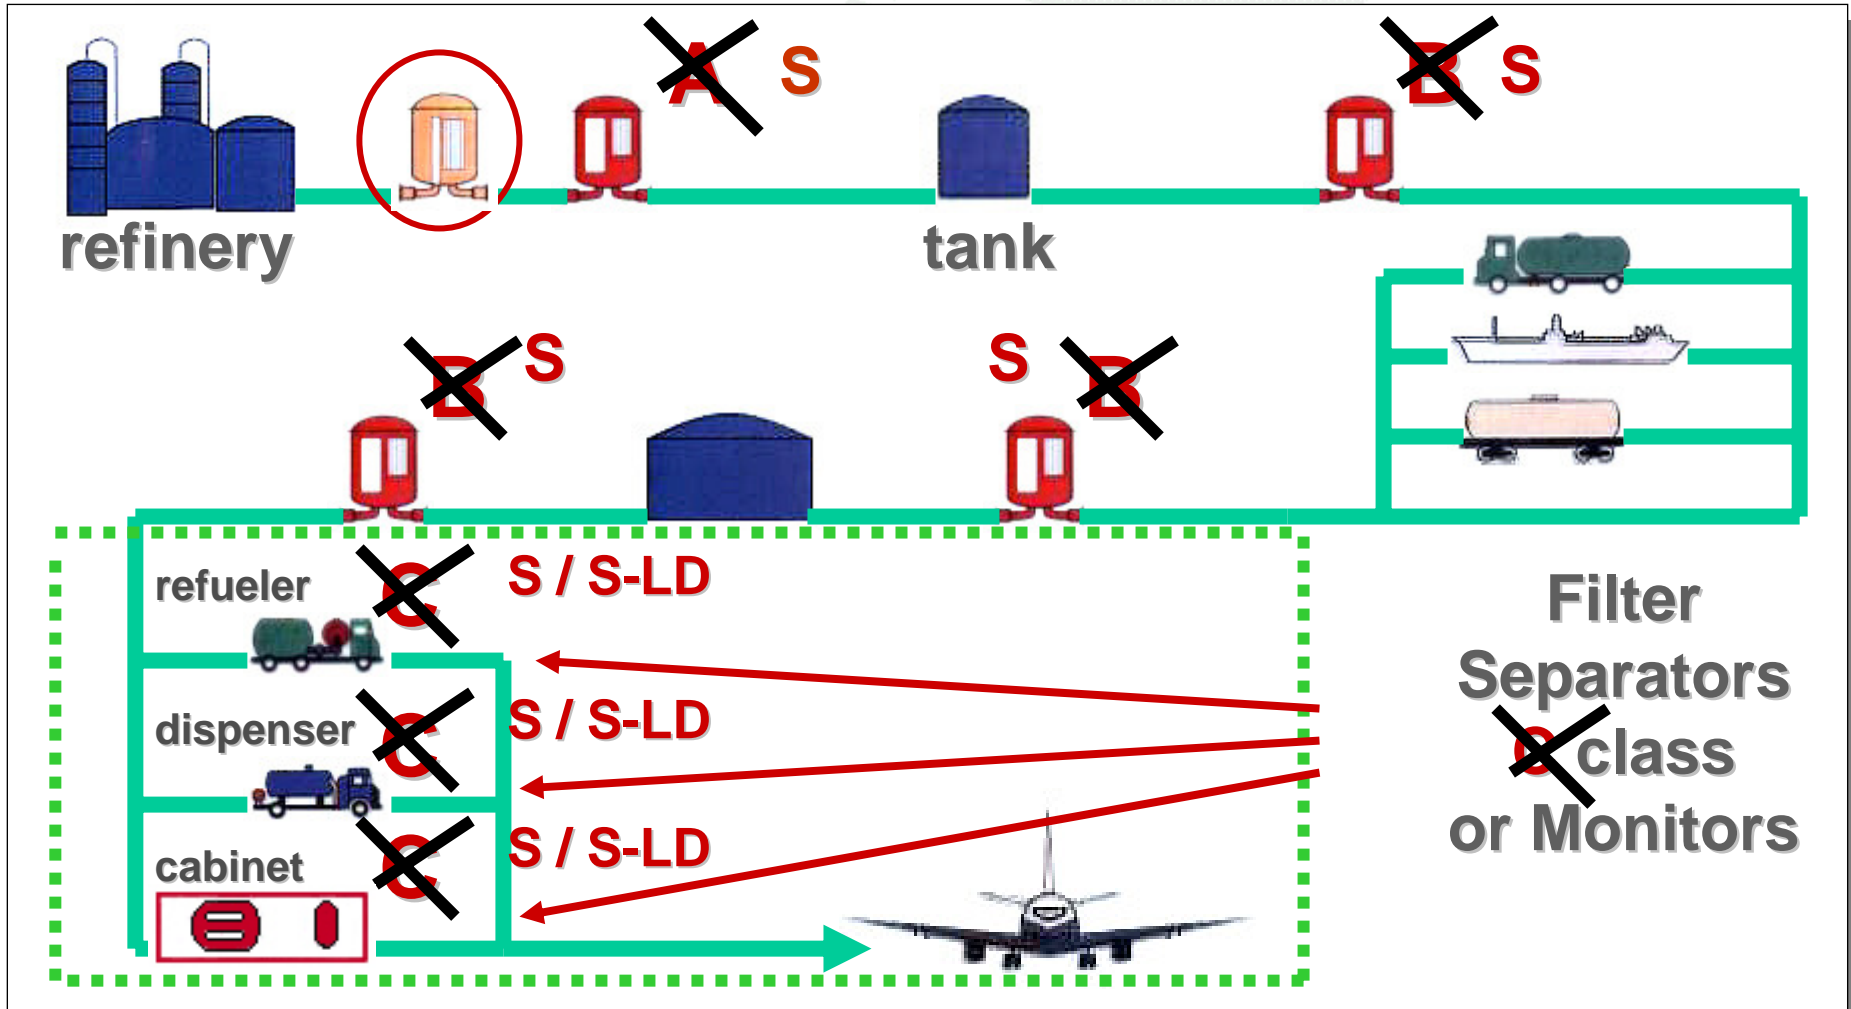 A S
B S
refinery
tank
B S
S B
refueler C S / S-LD
dispenser C S / S-LD
cabinet C S / S-LD
Filter
Separators
C class
or Monitors